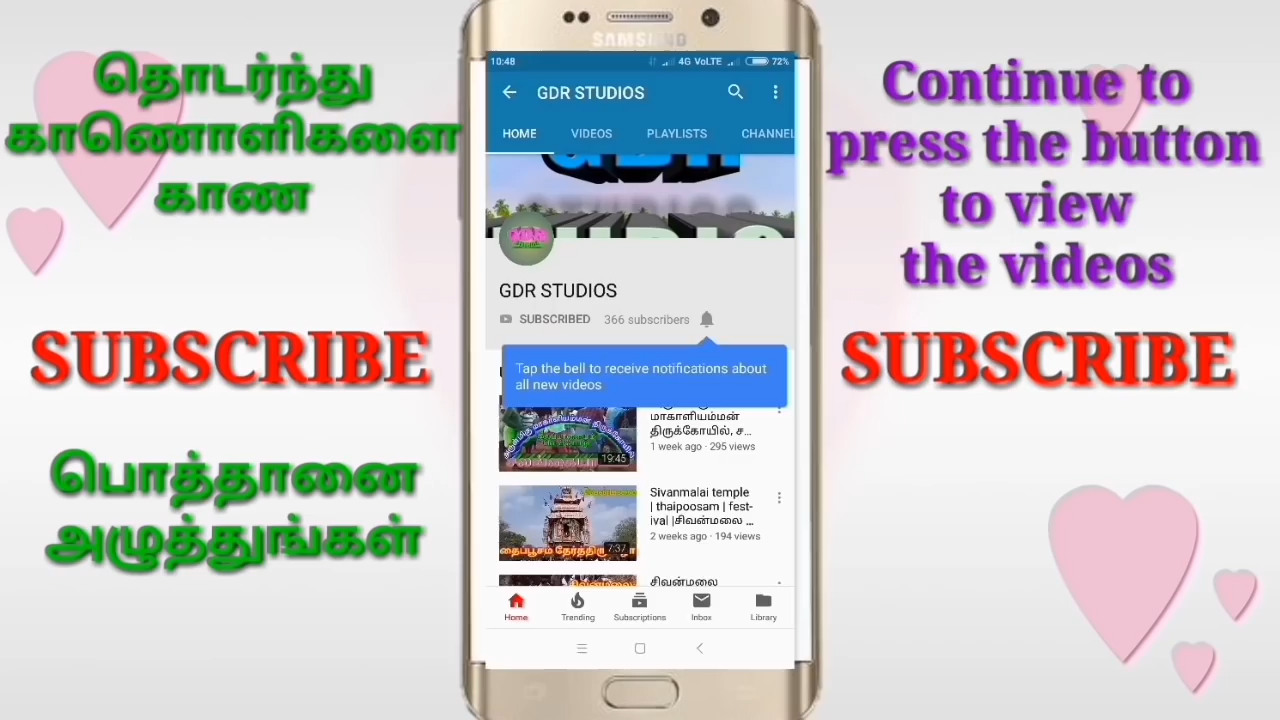 தொடர்ந்து
காணொளிகளை
காண
SUBSCRIBE
பொத்தானை
அழுத்துங்கள்
SAMSUNG
10:48 4G VoLTE 72%
GDR STUDIOS
HOME VIDEOS PLAYLISTS CHANNEL
GDR STUDIOS
SUBSCRIBED 366 subscribers
Tap the bell to receive notifications about
all new videos
மாகாளியம்மன்
திருக்கோயில், ச...
1 week ago · 295 views
19:45
Sivanmalai temple
| thaipoosam | fest-
ival |சிவன்மலை ...
2 weeks ago · 194 views
7:37
சிவன்மலை
Home Trending Subscriptions Inbox Library
Continue to
press the button
to view
the videos
SUBSCRIBE